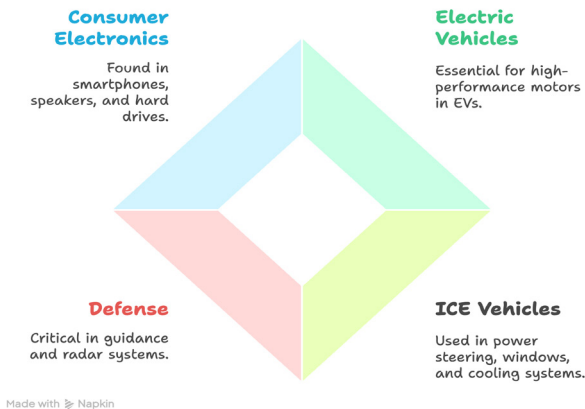 Consumer
Electronics
Found in
smartphones,
speakers, and hard
drives.
Electric
Vehicles
Essential for high-
performance motors
in EVs.
Defense
Critical in guidance
and radar systems.
ICE Vehicles
Used in power
steering, windows,
and cooling systems.
Made with Napkin